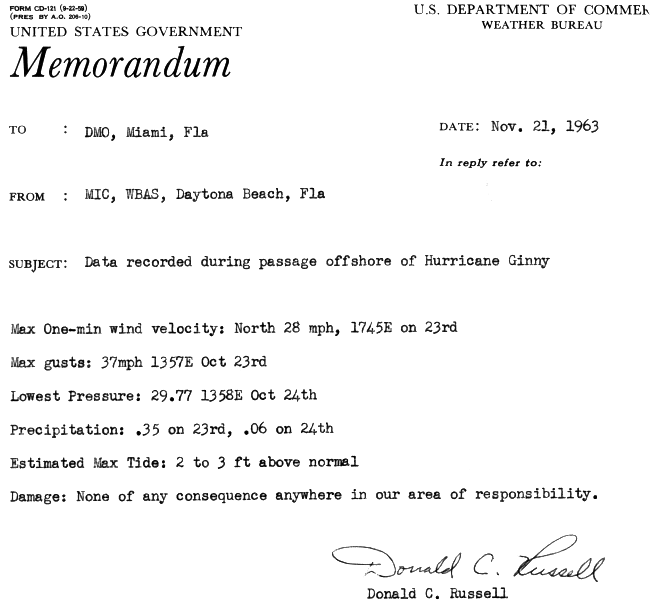 FORM CD-121 (9-22-59)
(PRES BY A.O. 206-10)
U.S. DEPARTMENT OF COMMER
WEATHER BUREAU
UNITED STATES GOVERNMENT
Memorandum
TO : DMO, Miami, Fla
DATE: Nov. 21, 1963
In reply refer to:
FROM : MIC, WBAS, Daytona Beach, Fla
SUBJECT: Data recorded during passage offshore of Hurricane Ginny
Max One-min wind velocity: North 28 mph, 1745E on 23rd
Max gusts: 37mph 1357E Oct 23rd
Lowest Pressure: 29.77 1358E Oct 24th
Precipitation: .35 on 23rd, .06 on 24th
Estimated Max Tide: 2 to 3 ft above normal
Damage: None of any consequence anywhere in our area of responsibility.
Donald C. Russell
Donald C. Russell